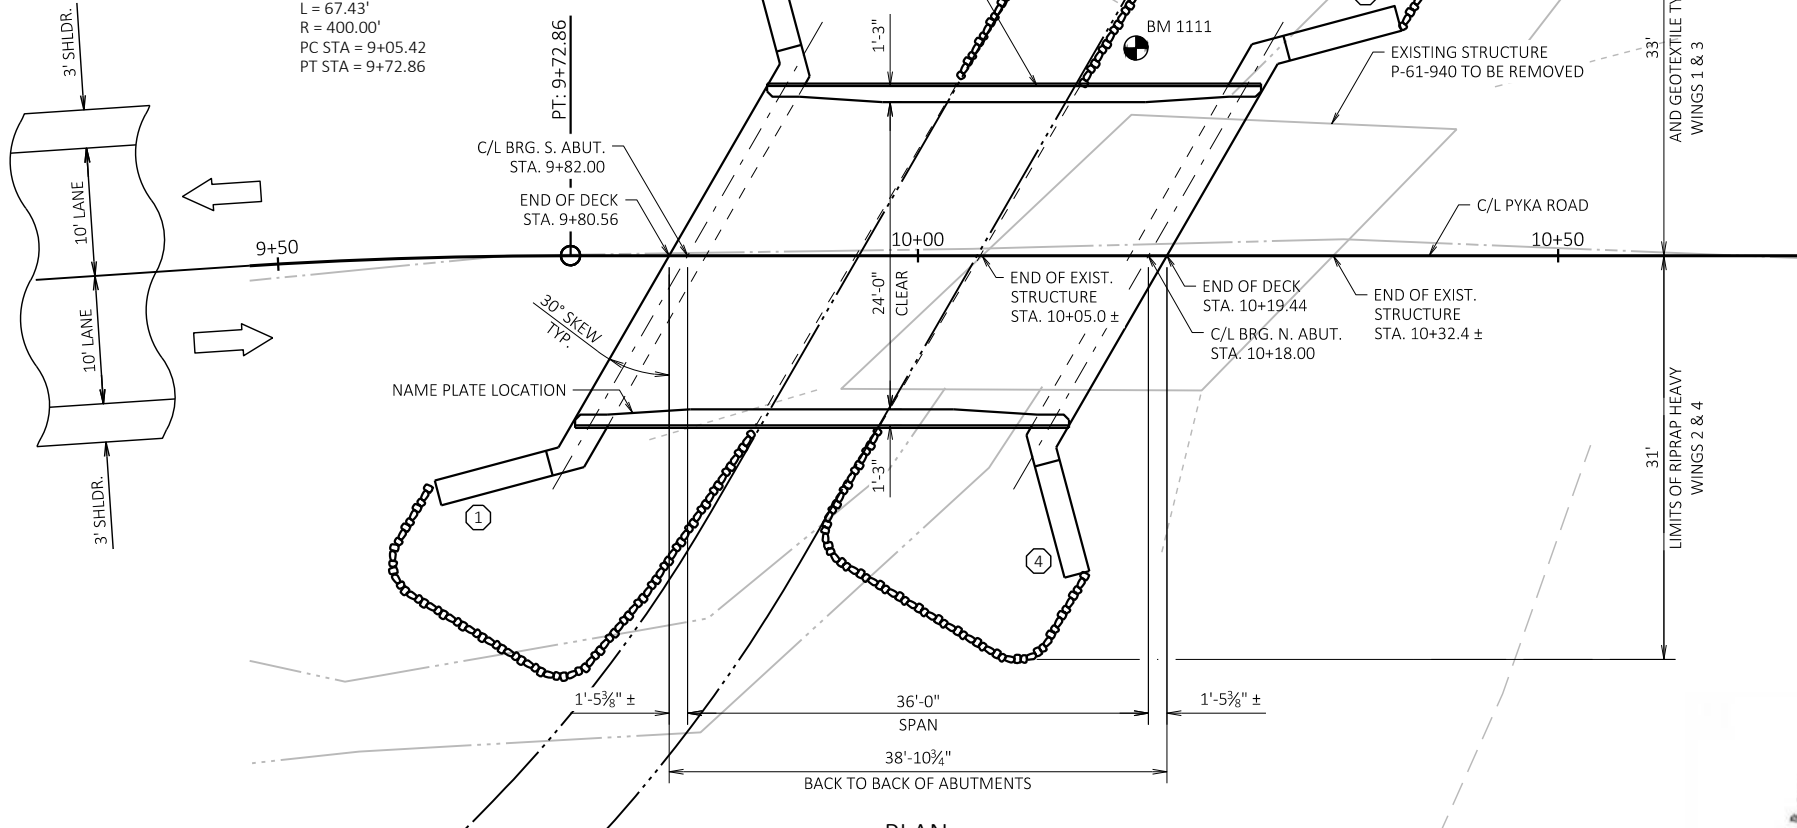 L = 67.43'
R = 400.00'
PC STA = 9+05.42
PT STA = 9+72.86
3' SHLDR.
PT: 9+72.86
1'-3"
BM 1111
EXISTING STRUCTURE
P-61-940 TO BE REMOVED
33'
AND GEOTEXTILE TY
WINGS 1 & 3
C/L BRG. S. ABUT.
STA. 9+82.00
END OF DECK
STA. 9+80.56
10' LANE
C/L PYKA ROAD
9+50
10+00
10+50
24'-0"
CLEAR
END OF EXIST.
STRUCTURE
STA. 10+05.0 ±
END OF DECK
STA. 10+19.44
C/L BRG. N. ABUT.
STA. 10+18.00
END OF EXIST.
STRUCTURE
STA. 10+32.4 ±
30° SKEW
TYP.
10' LANE
NAME PLATE LOCATION
3' SHLDR.
1'-3"
31'
LIMITS OF RIPRAP HEAVY
WINGS 2 & 4
1
4
1'-5⅜" ±
36'-0"
SPAN
1'-5⅜" ±
38'-10¾"
BACK TO BACK OF ABUTMENTS
PLAN